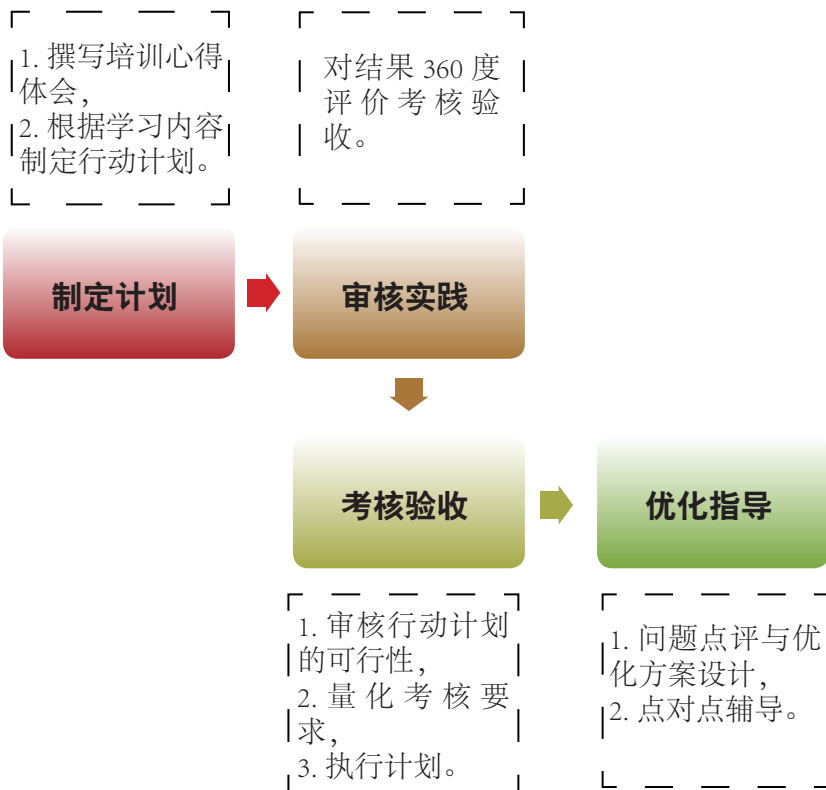 1. 撰写培训心得
体会，
2. 根据学习内容
制定行动计划。
对结果 360 度
评价考核验
收。
制定计划
审核实践
考核验收
优化指导
1. 审核行动计划
的可行性，
2. 量化考核要
求，
3. 执行计划。
1. 问题点评与优
化方案设计，
2. 点对点辅导。